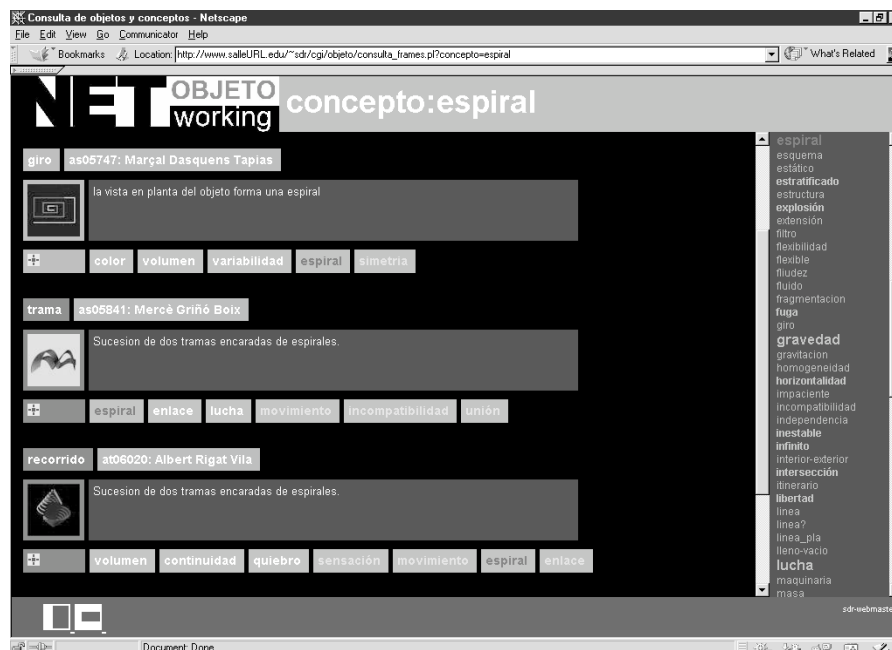 Consulta de objetos y conceptos - Netscape
File Edit View Go Communicator Help
Bookmarks Location: http://www.salleURL.edu/~sdr/cgi/objeto/consulta_frames.pl?concepto=espiral What's Related
NET OBJETO working concepto:espiral
giro as05747: Marçal Dasquens Tapias
la vista en planta del objeto forma una espiral
color volumen variabilidad espiral simetria
trama as05841: Mercè Griñó Boix
Sucesion de dos tramas encaradas de espirales.
espiral enlace lucha movimiento incompatibilidad unión
recorrido at06020: Albert Rigat Vila
Sucesion de dos tramas encaradas de espirales.
volumen continuidad quiebro sensación movimiento espiral enlace
espiral
esquema
estático
estratificado
estructura
explosión
extensión
filtro
flexibilidad
flexible
fliudez
fluido
fragmentacion
fuga
giro
gravedad
gravitacion
homogeneidad
horizontalidad
impaciente
incompatibilidad
independencia
inestable
infinito
interior-exterior
intersección
itinerario
libertad
linea
linea?
linea_pla
lleno-vacio
lucha
maquinaria
masa
sdr-webmaste
Document: Done